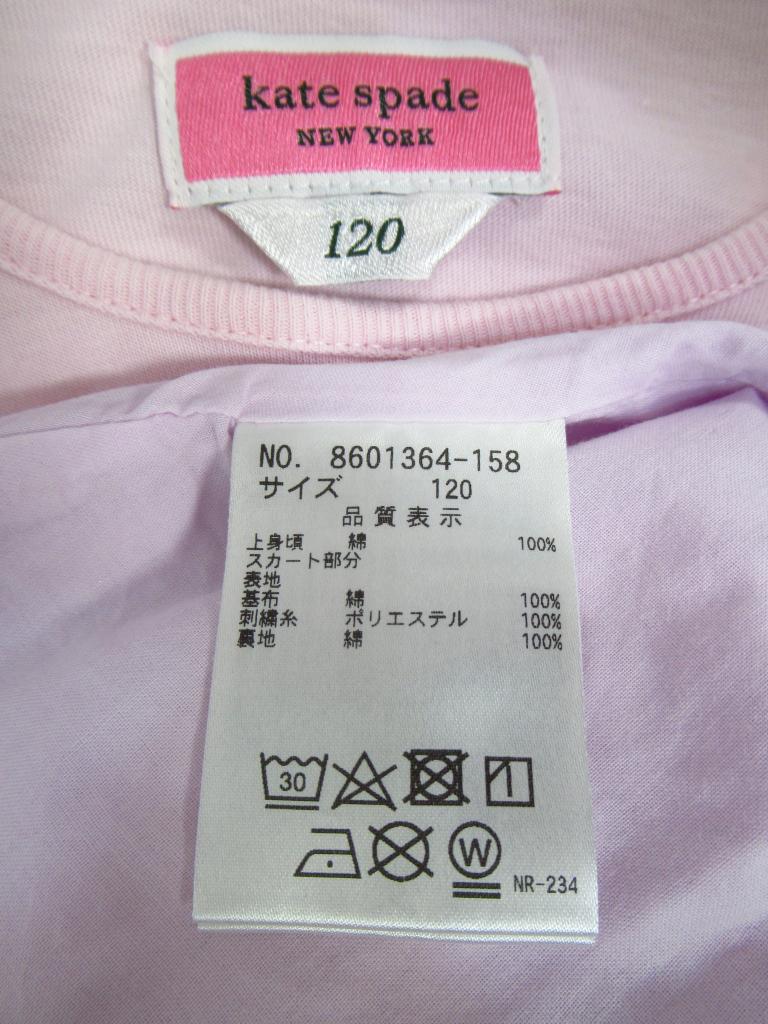 kate spade
NEW YORK
120
NO. 8601364-158
サイズ 120
品質表示
上身頃 綿 100%
スカート部分
表地
基布 綿 100%
刺繍糸 ポリエステル 100%
裏地 綿 100%
30
W
NR-234